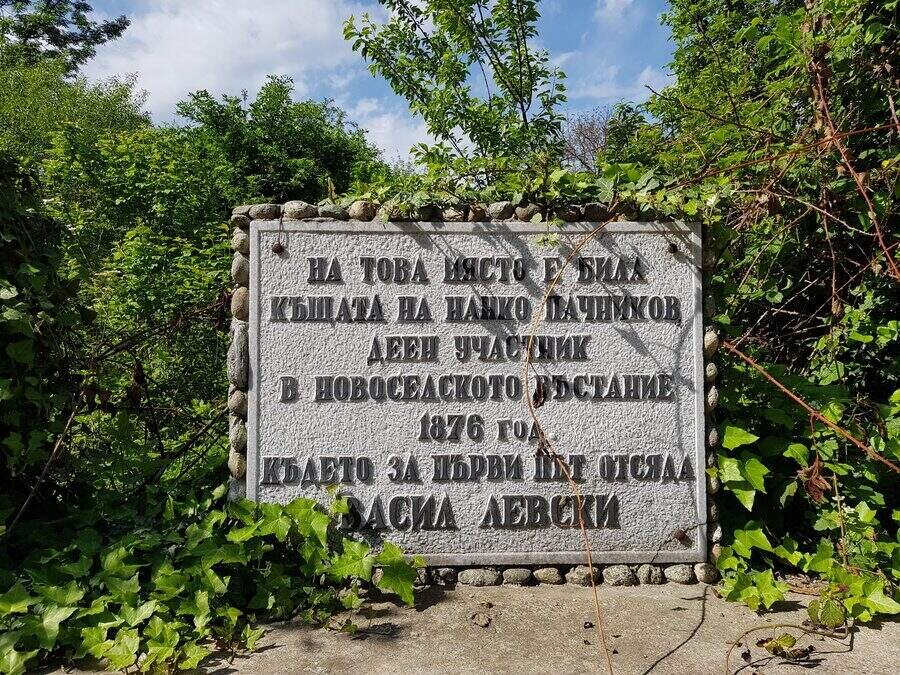 НА ТОВА МЯСТО Е БИЛА
КЪЩАТА НА НАНКО ПАЧНИКОВ
ДЕЕН УЧАСТНИК
В НОВОСЕЛСКОТО ВЪСТАНИЕ
1876 ГОД
КЪДЕТО ЗА ПЪРВИ ПЪТ ОТСЯДА
ВАСИЛ ЛЕВСКИ